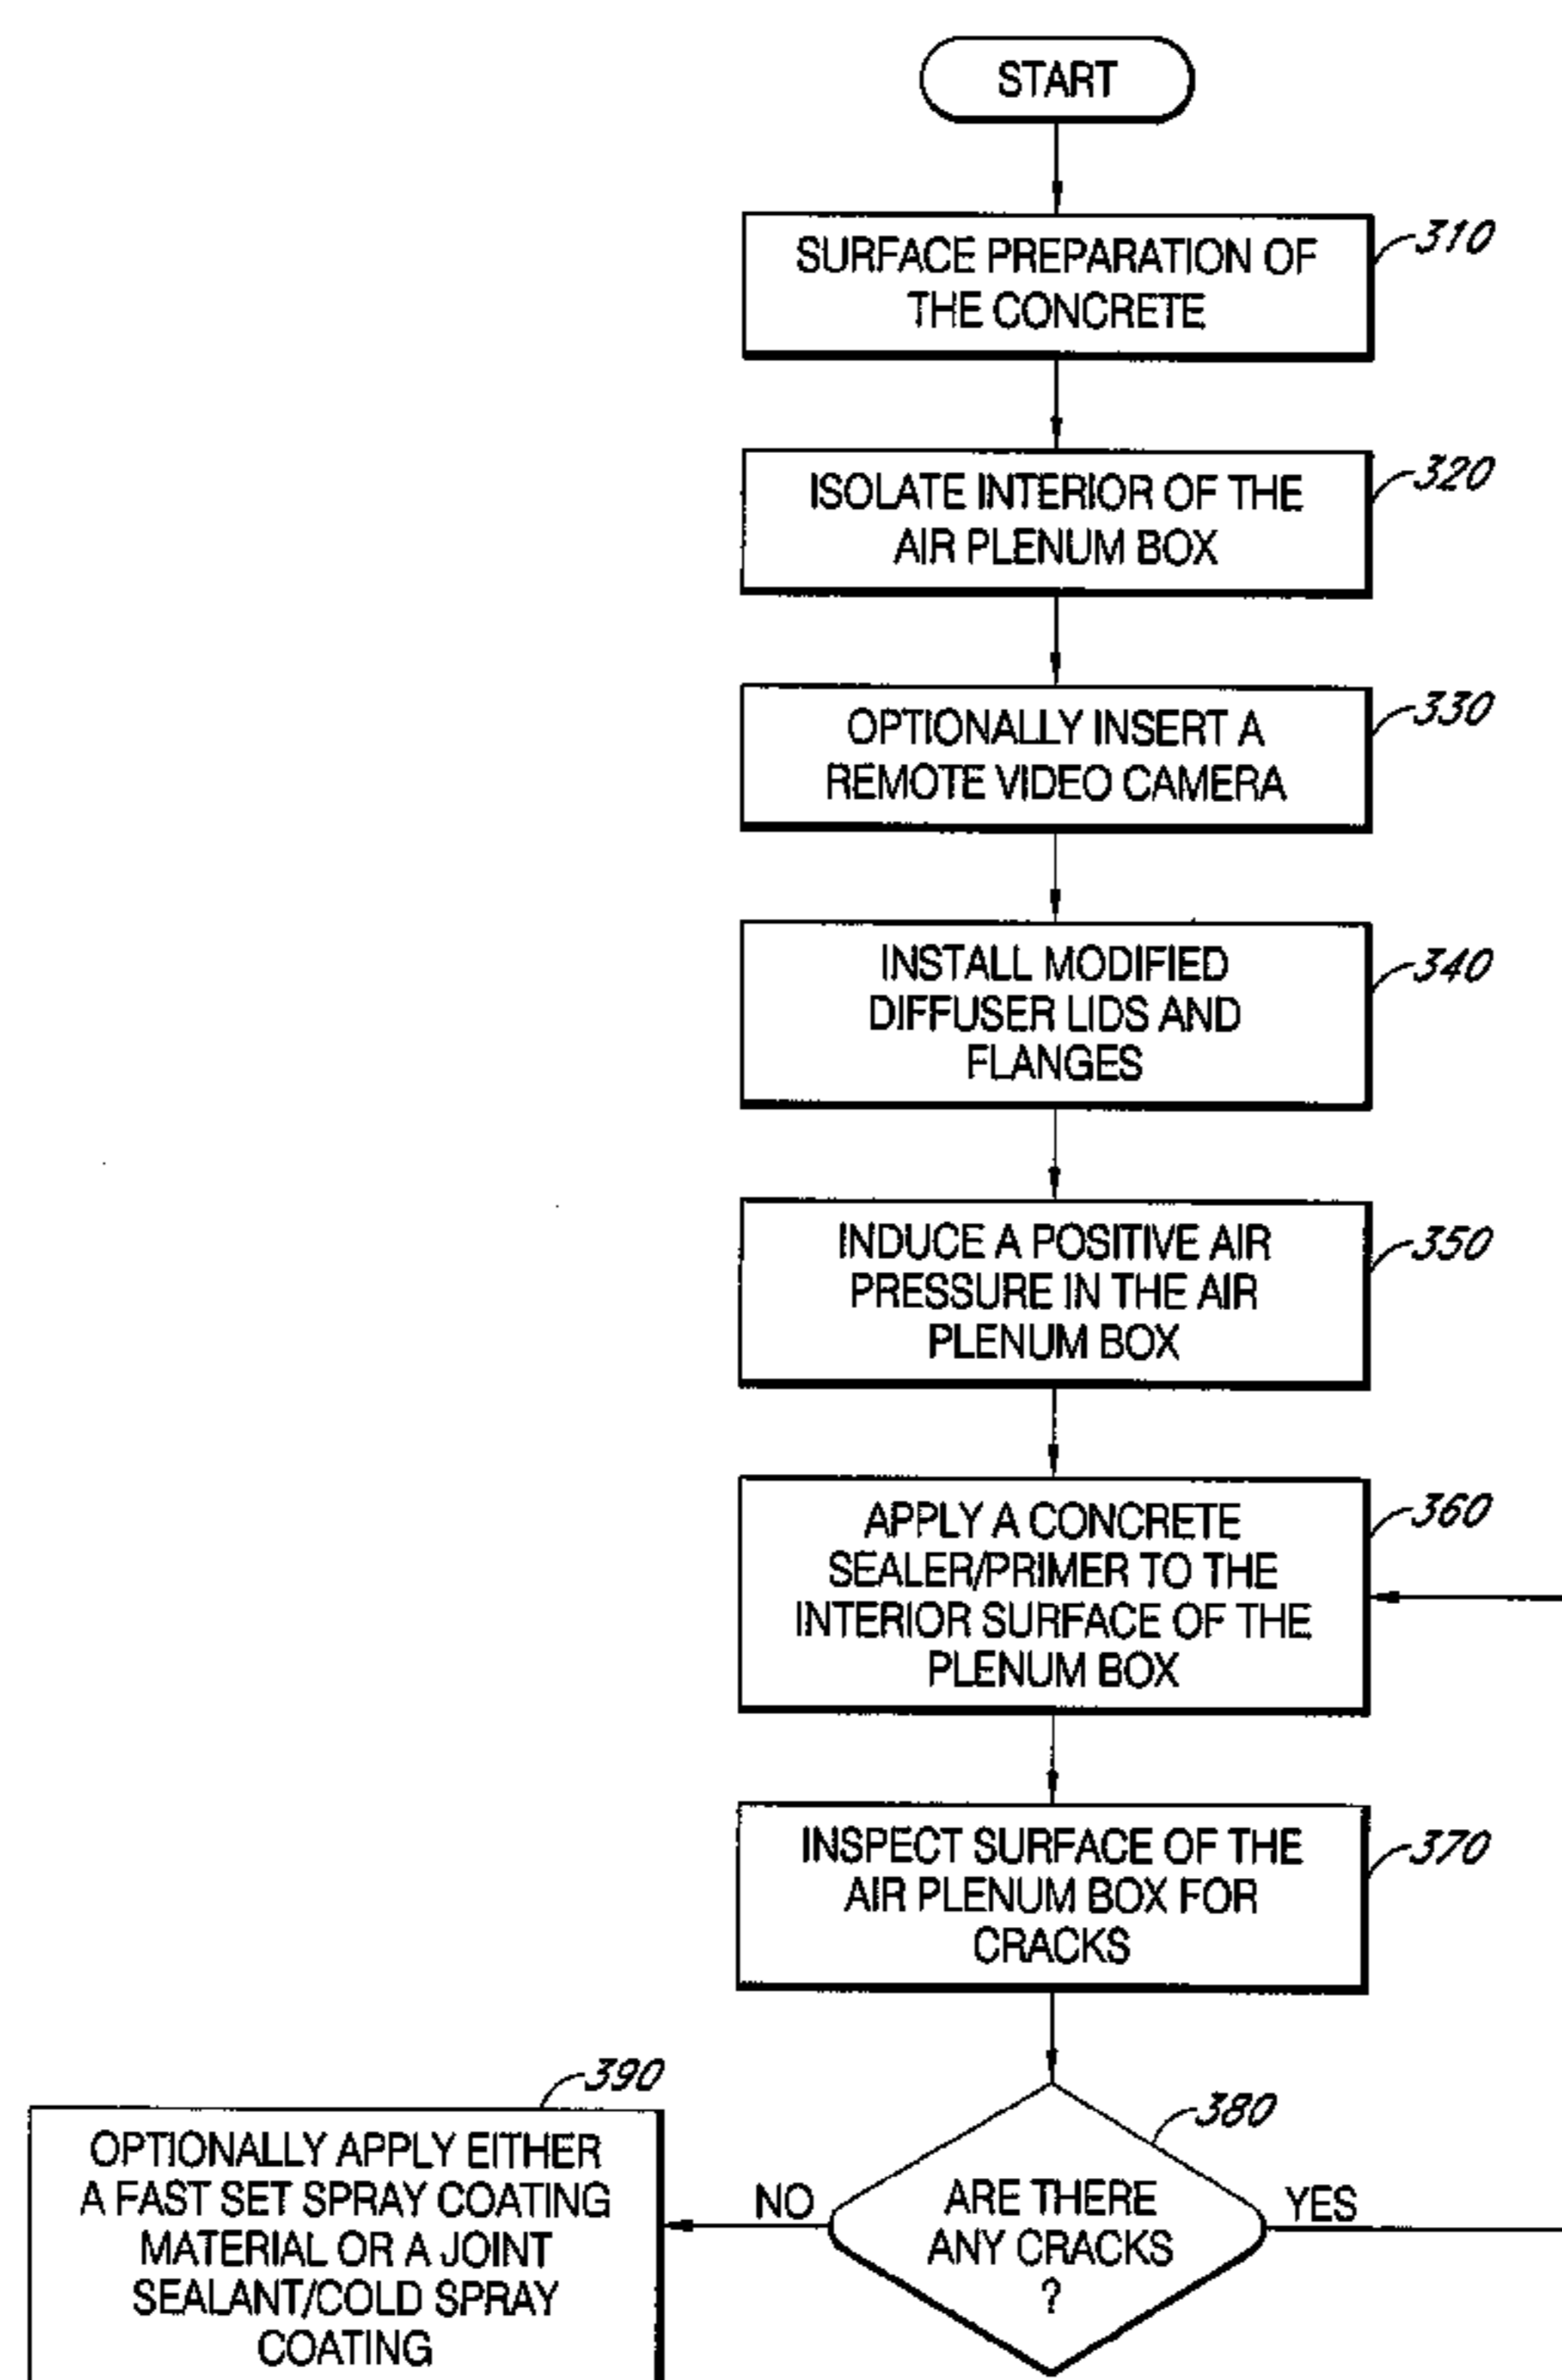 START
SURFACE PREPARATION OF
THE CONCRETE
310
ISOLATE INTERIOR OF THE
AIR PLENUM BOX
320
OPTIONALLY INSERT A
REMOTE VIDEO CAMERA
330
INSTALL MODIFIED
DIFFUSER LIDS AND
FLANGES
340
INDUCE A POSITIVE AIR
PRESSURE IN THE AIR
PLENUM BOX
350
APPLY A CONCRETE
SEALER/PRIMER TO THE
INTERIOR SURFACE OF THE
PLENUM BOX
360
INSPECT SURFACE OF THE
AIR PLENUM BOX FOR
CRACKS
370
ARE THERE
ANY CRACKS
?
380
YES
NO
390
OPTIONALLY APPLY EITHER
A FAST SET SPRAY COATING
MATERIAL OR A JOINT
SEALANT/COLD SPRAY
COATING